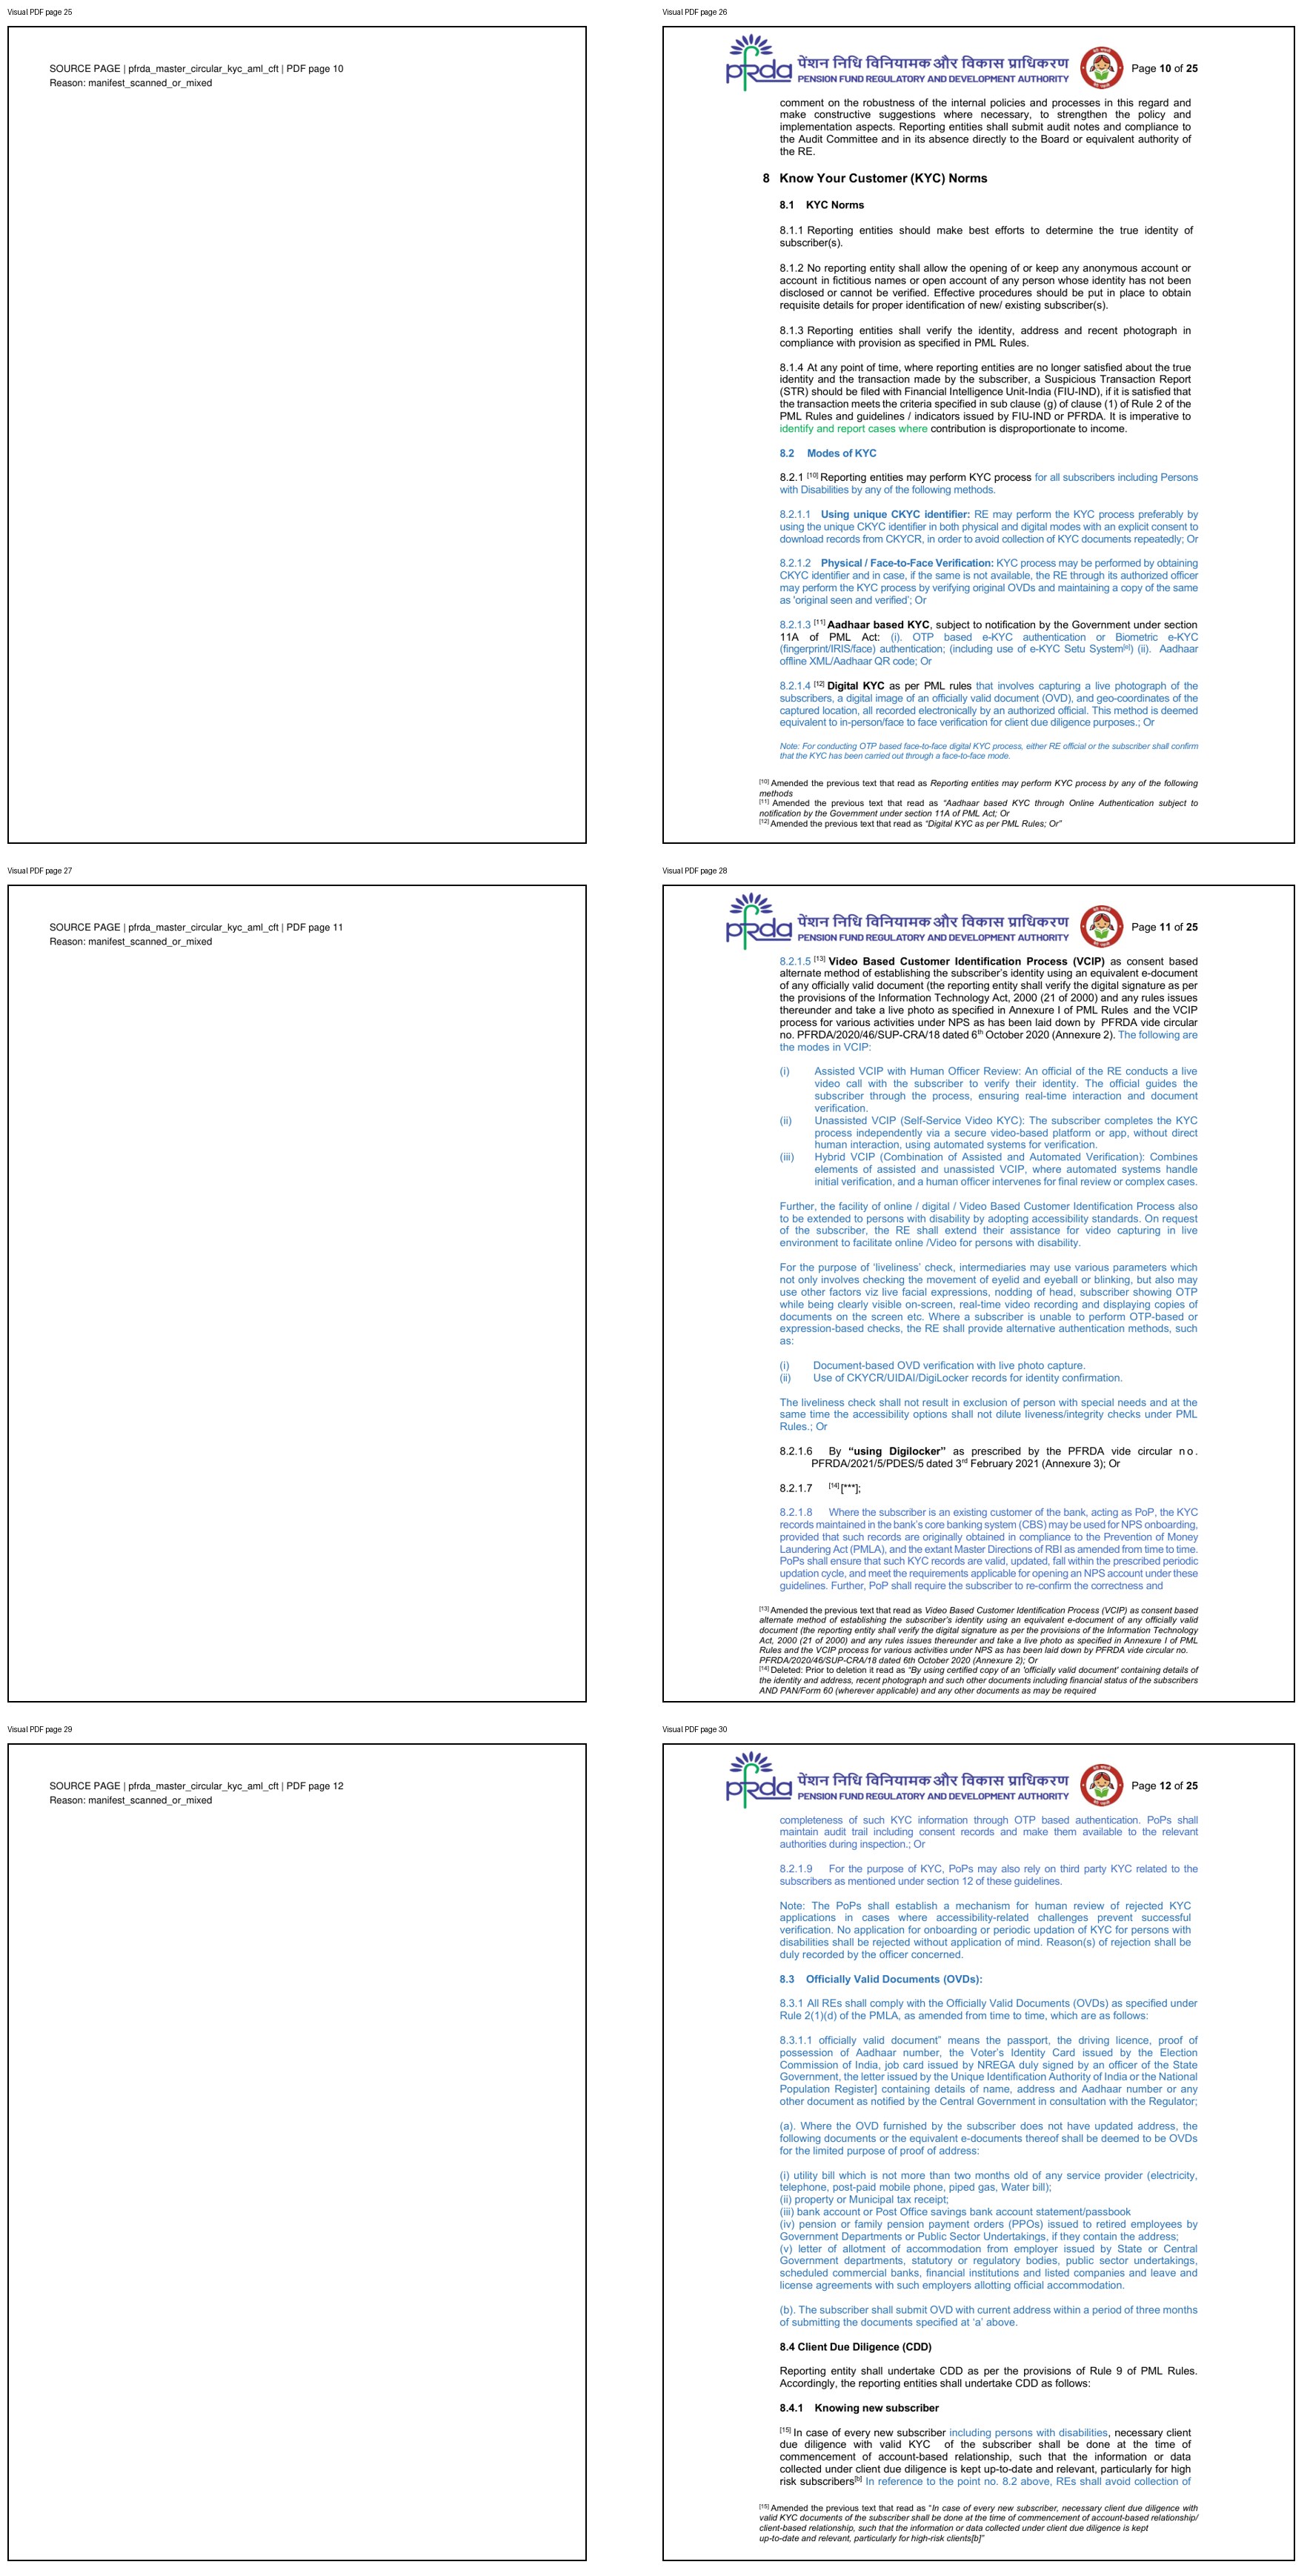 Visual PDF page 25
SOURCE PAGE | pfrda_master_circular_kyc_aml_cft | PDF page 10
Reason: manifest_scanned_or_mixed
Visual PDF page 26
पेंशन निधि विनियामक और विकास प्राधिकरण
PENSION FUND REGULATORY AND DEVELOPMENT AUTHORITY
Page 10 of 25
comment on the robustness of the internal policies and processes in this regard and
make constructive suggestions where necessary, to strengthen the policy and
implementation aspects. Reporting entities shall submit audit notes and compliance to
the Audit Committee and in its absence directly to the Board or equivalent authority of
the RE.
8 Know Your Customer (KYC) Norms
8.1 KYC Norms
8.1.1 Reporting entities should make best efforts to determine the true identity of
subscriber(s).
8.1.2 No reporting entity shall allow the opening of or keep any anonymous account or
account in fictitious names or open account of any person whose identity has not been
disclosed or cannot be verified. Effective procedures should be put in place to obtain
requisite details for proper identification of new/ existing subscriber(s).
8.1.3 Reporting entities shall verify the identity, address and recent photograph in
compliance with provision as specified in PML Rules.
8.1.4 At any point of time, where reporting entities are no longer satisfied about the true
identity and the transaction made by the subscriber, a Suspicious Transaction Report
(STR) should be filed with Financial Intelligence Unit-India (FIU-IND), if it is satisfied that
the transaction meets the criteria specified in sub clause (g) of clause (1) of Rule 2 of the
PML Rules and guidelines / indicators issued by FIU-IND or PFRDA. It is imperative to
identify and report cases where contribution is disproportionate to income.
8.2 Modes of KYC
8.2.1 [10] Reporting entities may perform KYC process for all subscribers including Persons
with Disabilities by any of the following methods.
8.2.1.1 Using unique CKYC identifier: RE may perform the KYC process preferably by
using the unique CKYC identifier in both physical and digital modes with an explicit consent to
download records from CKYCR, in order to avoid collection of KYC documents repeatedly; Or
8.2.1.2 Physical / Face-to-Face Verification: KYC process may be performed by obtaining
CKYC identifier and in case, if the same is not available, the RE through its authorized officer
may perform the KYC process by verifying original OVDs and maintaining a copy of the same
as 'original seen and verified'; Or
8.2.1.3 [11] Aadhaar based KYC, subject to notification by the Government under section
11A of PML Act: (i). OTP based e-KYC authentication or Biometric e-KYC
(fingerprint/IRIS/face) authentication; (including use of e-KYC Setu System[a]) (ii). Aadhaar
offline XML/Aadhaar QR code; Or
8.2.1.4 [12] Digital KYC as per PML rules that involves capturing a live photograph of the
subscribers, a digital image of an officially valid document (OVD), and geo-coordinates of the
captured location, all recorded electronically by an authorized official. This method is deemed
equivalent to in-person/face to face verification for client due diligence purposes.; Or
Note: For conducting OTP based face-to-face digital KYC process, either RE official or the subscriber shall confirm
that the KYC has been carried out through a face-to-face mode.
[10] Amended the previous text that read as Reporting entities may perform KYC process by any of the following
methods
[11] Amended the previous text that read as “Aadhaar based KYC through Online Authentication subject to
notification by the Government under section 11A of PML Act; Or
[12] Amended the previous text that read as “Digital KYC as per PML Rules; Or”
Visual PDF page 27
SOURCE PAGE | pfrda_master_circular_kyc_aml_cft | PDF page 11
Reason: manifest_scanned_or_mixed
Visual PDF page 28
पेंशन निधि विनियामक और विकास प्राधिकरण
PENSION FUND REGULATORY AND DEVELOPMENT AUTHORITY
Page 11 of 25
8.2.1.5 [13] Video Based Customer Identification Process (VCIP) as consent based
alternate method of establishing the subscriber's identity using an equivalent e-document
of any officially valid document (the reporting entity shall verify the digital signature as per
the provisions of the Information Technology Act, 2000 (21 of 2000) and any rules issues
thereunder and take a live photo as specified in Annexure I of PML Rules and the VCIP
process for various activities under NPS as has been laid down by PFRDA vide circular
no. PFRDA/2020/46/SUP-CRA/18 dated 6th October 2020 (Annexure 2). The following are
the modes in VCIP:
(i) Assisted VCIP with Human Officer Review: An official of the RE conducts a live
video call with the subscriber to verify their identity. The official guides the
subscriber through the process, ensuring real-time interaction and document
verification.
(ii) Unassisted VCIP (Self-Service Video KYC): The subscriber completes the KYC
process independently via a secure video-based platform or app, without direct
human interaction, using automated systems for verification.
(iii) Hybrid VCIP (Combination of Assisted and Automated Verification): Combines
elements of assisted and unassisted VCIP, where automated systems handle
initial verification, and a human officer intervenes for final review or complex cases.
Further, the facility of online / digital / Video Based Customer Identification Process also
to be extended to persons with disability by adopting accessibility standards. On request
of the subscriber, the RE shall extend their assistance for video capturing in live
environment to facilitate online /Video for persons with disability.
For the purpose of 'liveliness' check, intermediaries may use various parameters which
not only involves checking the movement of eyelid and eyeball or blinking, but also may
use other factors viz live facial expressions, nodding of head, subscriber showing OTP
while being clearly visible on-screen, real-time video recording and displaying copies of
documents on the screen etc. Where a subscriber is unable to perform OTP-based or
expression-based checks, the RE shall provide alternative authentication methods, such
as:
(i) Document-based OVD verification with live photo capture.
(ii) Use of CKYCR/UIDAI/DigiLocker records for identity confirmation.
The liveliness check shall not result in exclusion of person with special needs and at the
same time the accessibility options shall not dilute liveness/integrity checks under PML
Rules.; Or
8.2.1.6 By “using Digilocker” as prescribed by the PFRDA vide circular no.
PFRDA/2021/5/PDES/5 dated 3rd February 2021 (Annexure 3); Or
8.2.1.7 [14] [***];
8.2.1.8 Where the subscriber is an existing customer of the bank, acting as PoP, the KYC
records maintained in the bank's core banking system (CBS) may be used for NPS onboarding,
provided that such records are originally obtained in compliance to the Prevention of Money
Laundering Act (PMLA), and the extant Master Directions of RBI as amended from time to time.
PoPs shall ensure that such KYC records are valid, updated, fall within the prescribed periodic
updation cycle, and meet the requirements applicable for opening an NPS account under these
guidelines. Further, PoP shall require the subscriber to re-confirm the correctness and
[13] Amended the previous text that read as Video Based Customer Identification Process (VCIP) as consent based
alternate method of establishing the subscriber's identity using an equivalent e-document of any officially valid
document (the reporting entity shall verify the digital signature as per the provisions of the Information Technology
Act, 2000 (21 of 2000) and any rules issues thereunder and take a live photo as specified in Annexure I of PML
Rules and the VCIP process for various activities under NPS as has been laid down by PFRDA vide circular no.
PFRDA/2020/46/SUP-CRA/18 dated 6th October 2020 (Annexure 2); Or
[14] Deleted: Prior to deletion it read as “By using certified copy of an 'officially valid document' containing details of
the identity and address, recent photograph and such other documents including financial status of the subscribers
AND PAN/Form 60 (wherever applicable) and any other documents as may be required
Visual PDF page 29
SOURCE PAGE | pfrda_master_circular_kyc_aml_cft | PDF page 12
Reason: manifest_scanned_or_mixed
Visual PDF page 30
पेंशन निधि विनियामक और विकास प्राधिकरण
PENSION FUND REGULATORY AND DEVELOPMENT AUTHORITY
Page 12 of 25
completeness of such KYC information through OTP based authentication. PoPs shall
maintain audit trail including consent records and make them available to the relevant
authorities during inspection.; Or
8.2.1.9 For the purpose of KYC, PoPs may also rely on third party KYC related to the
subscribers as mentioned under section 12 of these guidelines.
Note: The PoPs shall establish a mechanism for human review of rejected KYC
applications in cases where accessibility-related challenges prevent successful
verification. No application for onboarding or periodic updation of KYC for persons with
disabilities shall be rejected without application of mind. Reason(s) of rejection shall be
duly recorded by the officer concerned.
8.3 Officially Valid Documents (OVDs):
8.3.1 All REs shall comply with the Officially Valid Documents (OVDs) as specified under
Rule 2(1)(d) of the PMLA, as amended from time to time, which are as follows:
8.3.1.1 officially valid document” means the passport, the driving licence, proof of
possession of Aadhaar number, the Voter's Identity Card issued by the Election
Commission of India, job card issued by NREGA duly signed by an officer of the State
Government, the letter issued by the Unique Identification Authority of India or the National
Population Register] containing details of name, address and Aadhaar number or any
other document as notified by the Central Government in consultation with the Regulator;
(a). Where the OVD furnished by the subscriber does not have updated address, the
following documents or the equivalent e-documents thereof shall be deemed to be OVDs
for the limited purpose of proof of address:
(i) utility bill which is not more than two months old of any service provider (electricity,
telephone, post-paid mobile phone, piped gas, Water bill);
(ii) property or Municipal tax receipt;
(iii) bank account or Post Office savings bank account statement/passbook
(iv) pension or family pension payment orders (PPOs) issued to retired employees by
Government Departments or Public Sector Undertakings, if they contain the address;
(v) letter of allotment of accommodation from employer issued by State or Central
Government departments, statutory or regulatory bodies, public sector undertakings,
scheduled commercial banks, financial institutions and listed companies and leave and
license agreements with such employers allotting official accommodation.
(b). The subscriber shall submit OVD with current address within a period of three months
of submitting the documents specified at 'a' above.
8.4 Client Due Diligence (CDD)
Reporting entity shall undertake CDD as per the provisions of Rule 9 of PML Rules.
Accordingly, the reporting entities shall undertake CDD as follows:
8.4.1 Knowing new subscriber
[15] In case of every new subscriber including persons with disabilities, necessary client
due diligence with valid KYC of the subscriber shall be done at the time of
commencement of account-based relationship, such that the information or data
collected under client due diligence is kept up-to-date and relevant, particularly for high
risk subscribers[b] In reference to the point no. 8.2 above, REs shall avoid collection of
[15] Amended the previous text that read as “In case of every new subscriber, necessary client due diligence with
valid KYC documents of the subscriber shall be done at the time of commencement of account-based relationship/
client-based relationship, such that the information or data collected under client due diligence is kept
up-to-date and relevant, particularly for high-risk clients[b]”